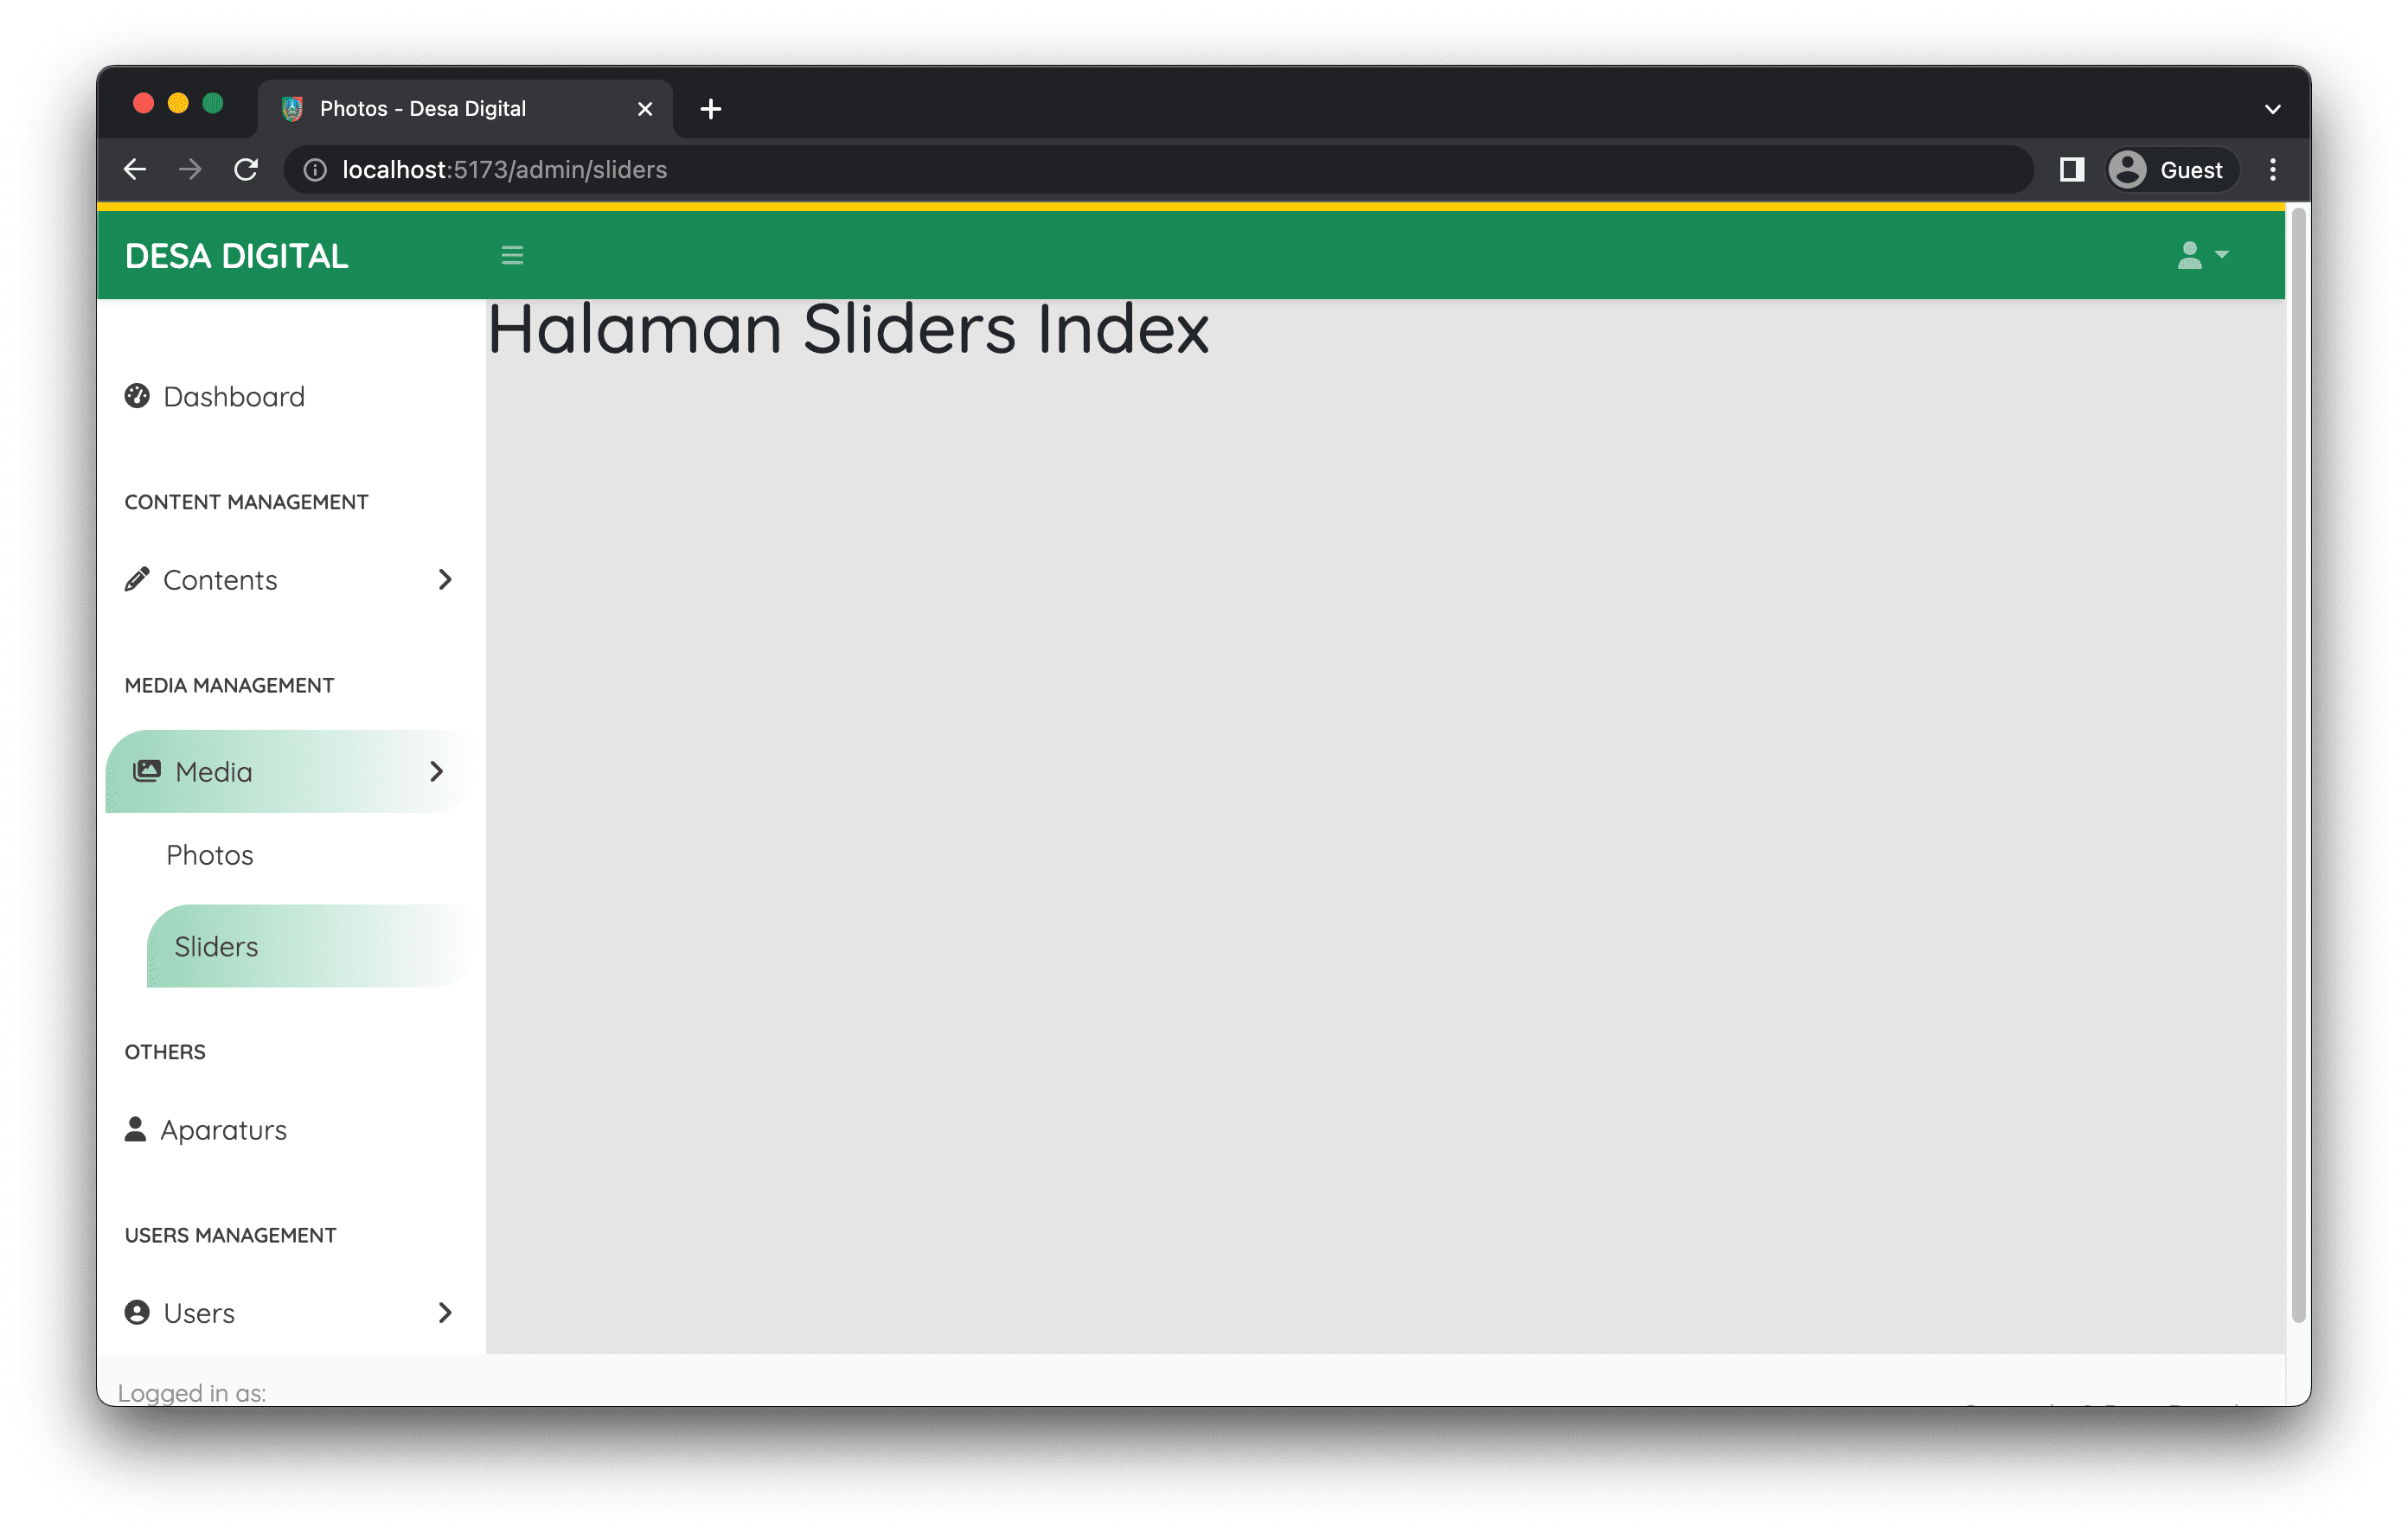 Photos - Desa Digital
localhost:5173/admin/sliders
Guest
DESA DIGITAL
Halaman Sliders Index
Dashboard
CONTENT MANAGEMENT
Contents
MEDIA MANAGEMENT
Media
Photos
Sliders
OTHERS
Aparaturs
USERS MANAGEMENT
Users
Logged in as: